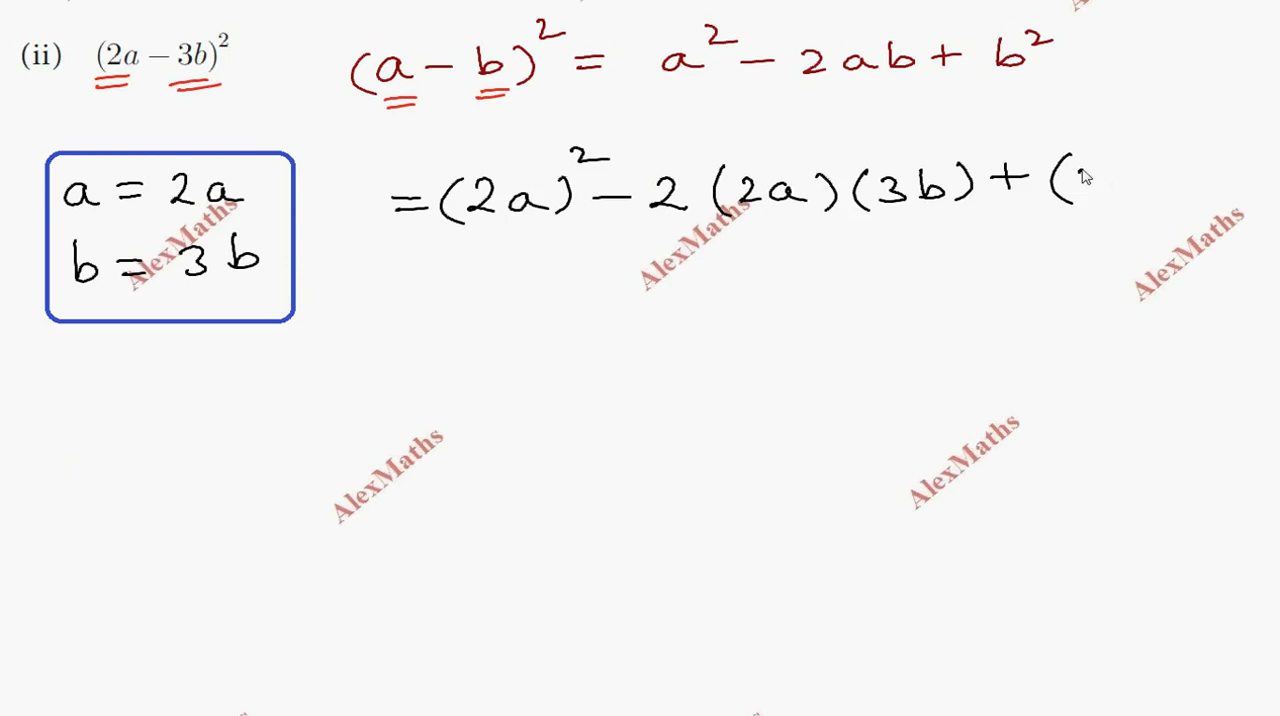 (ii) (2a − 3b)² (a − b)² = a² − 2ab + b²
a = 2a = (2a)² − 2 (2a) (3b) + (
b = 3b
AlexMaths
AlexMaths
AlexMaths
AlexMaths
AlexMaths